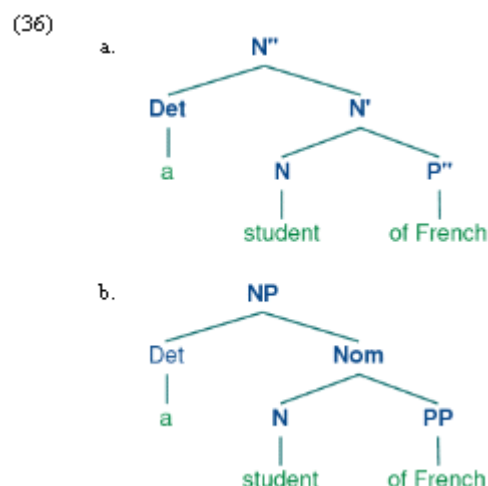 (36)
a. N"
Det N'
a N P"
student of French
b. NP
Det Nom
a N PP
student of French